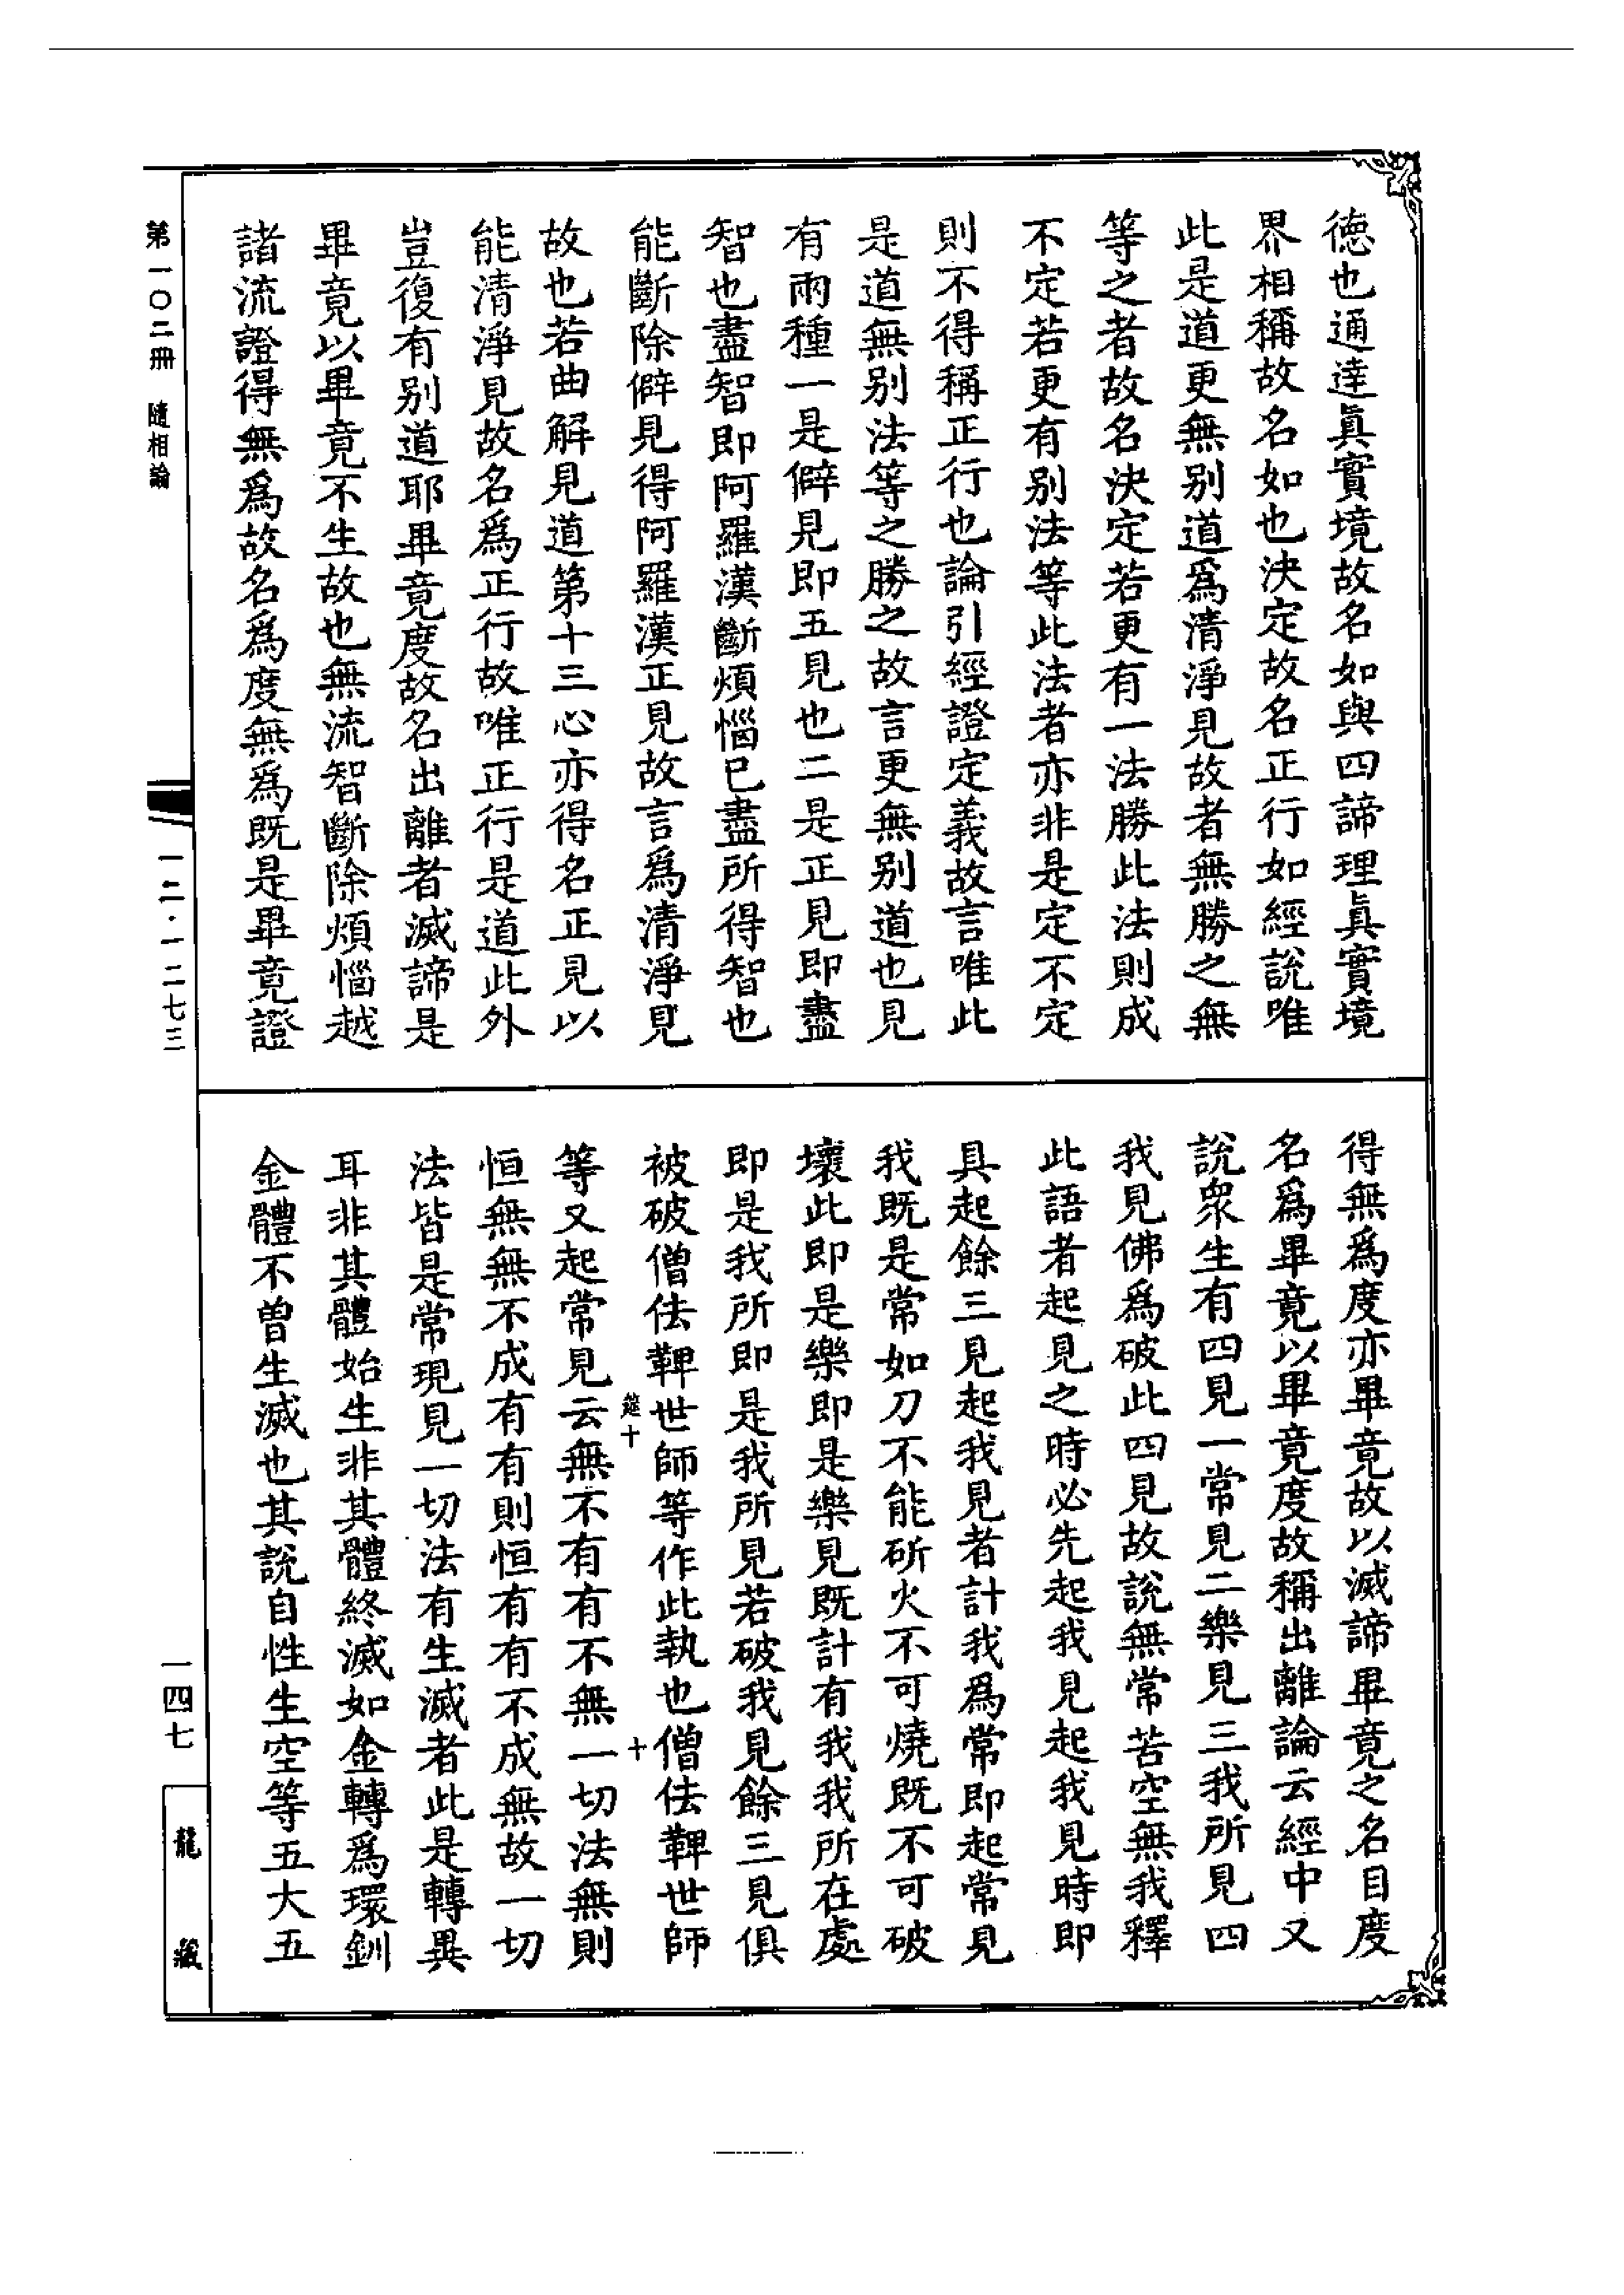 德也通達眞實境故名如與四諦理眞實境
界相稱故名如也決定故名正行如經說唯
此是道更無别道爲清淨見故者無勝之無
等之者故名決定若更有一法勝此法則成
不定若更有别法等此法者亦非是定不定
則不得稱正行也論引經證定義故言唯此
是道無别法等之勝之故言更無别道也見
有兩種一是僻見即五見也二是正見即盡
智也盡智即阿羅漢斷煩惱已盡所得智也
能斷除僻見得阿羅漢正見故言爲清淨見
故也若曲解見道第十三心亦得名正見以
能清淨見故名爲正行故唯正行是道此外
豈復有别道耶畢竟度故名出離者滅諦是
畢竟以畢竟不生故也無流智斷除煩惱越
諸流證得無爲故名爲度無爲既是畢竟證
得無爲度亦畢竟故以滅諦畢竟之名目度
名爲畢竟以畢竟度故稱出離論云經中又
說衆生有四見一常見二樂見三我所見四
我見佛爲破此四見故說無常苦空無我釋
此語者起見之時必先起我見起我見時即
具起餘三見起我見者計我爲常即起常見
我既是常如刀不能斫火不可燒既不可破
壞此即是樂即是樂見既計有我我所在處
即是我所即是我所見若破我見餘三見俱
被破僧佉鞞世師等作此執也僧佉鞞世師
筵十
十
等又起常見云無不有有不無一切法無則
恒無無不成有有則恒有有不成無故一切
法皆是常現見一切法有生滅者此是轉異
耳非其體始生非其體終滅如金轉爲環釧
金體不曾生滅也其說自性生空等五大五
第一〇二冊　隨相論
一二·一二七三
一四七
龍藏